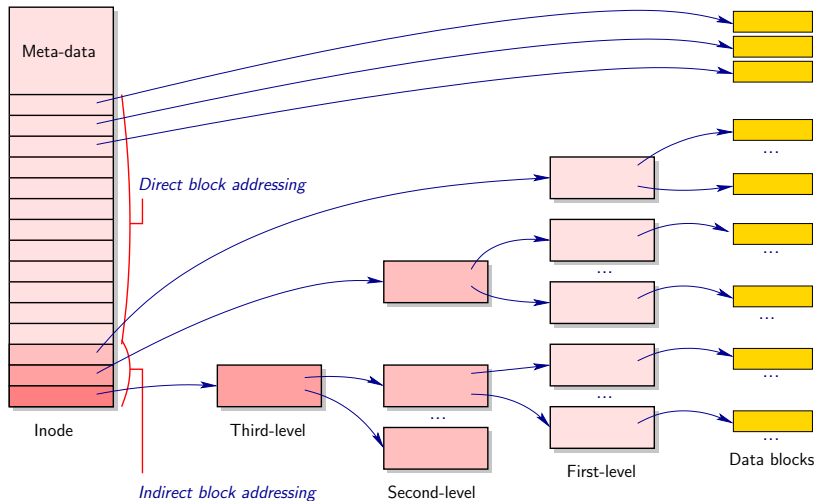 Meta-data
...
Direct block addressing
...
...
...
...
...
...
...
Inode
Third-level
First-level
Data blocks
Indirect block addressing
Second-level